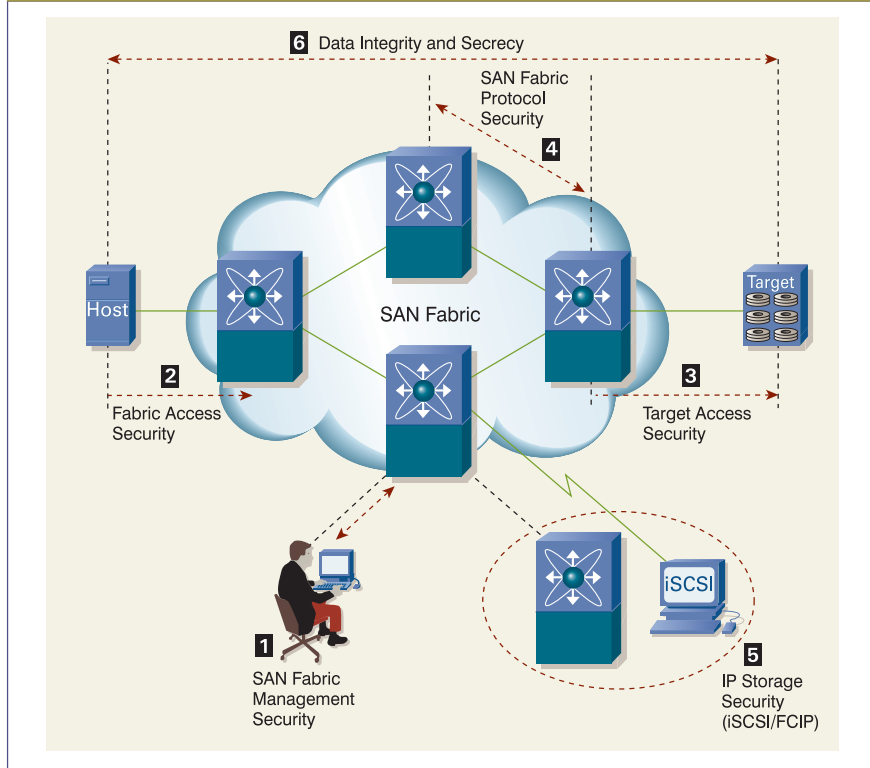 6 Data Integrity and Secrecy
SAN Fabric
Protocol
Security
4
Host
SAN Fabric
Target
2
Fabric Access
Security
3
Target Access
Security
iSCSI
1
SAN Fabric
Management
Security
5
IP Storage
Security
(iSCSI/FCIP)